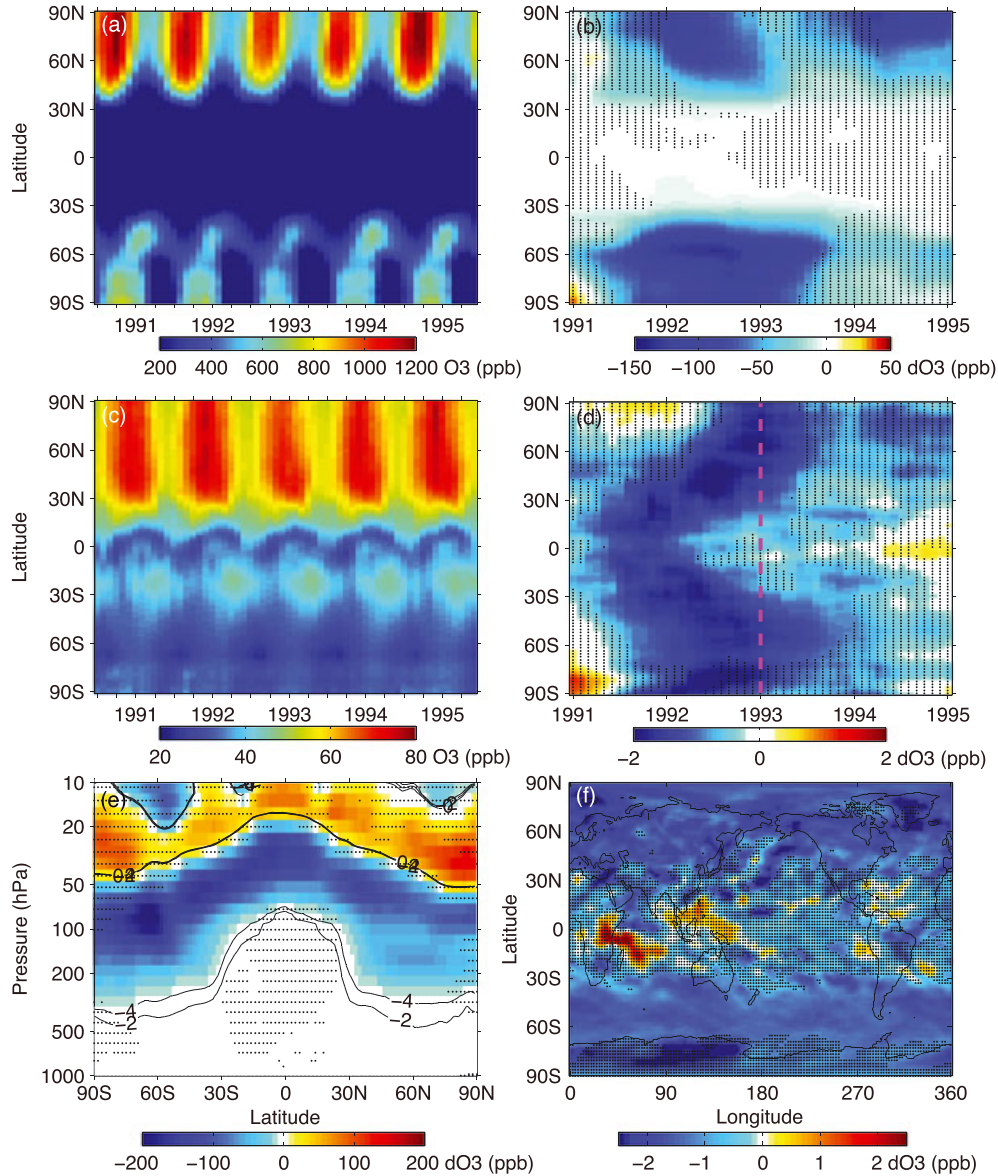 (a)
90N
60N
30N
0
30S
60S
90S
Latitude
1991 1992 1993 1994 1995
200 400 600 800 1000 1200 O3 (ppb)
(b)
90N
60N
30N
0
30S
60S
90S
1991 1992 1993 1994 1995
−150 −100 −50 0 50 dO3 (ppb)
(c)
90N
60N
30N
0
30S
60S
90S
Latitude
1991 1992 1993 1994 1995
20 40 60 80 O3 (ppb)
(d)
90N
60N
30N
0
30S
60S
90S
1991 1992 1993 1994 1995
−2 0 2 dO3 (ppb)
(e)
10
20
50
100
200
500
1000
Pressure (hPa)
−4
−2
−4
−2
90S 60S 30S 0 30N 60N 90N
Latitude
−200 −100 0 100 200 dO3 (ppb)
(f)
90N
60N
30N
0
30S
60S
90S
Latitude
0 90 180 270 360
Longitude
−2 −1 0 1 2 dO3 (ppb)